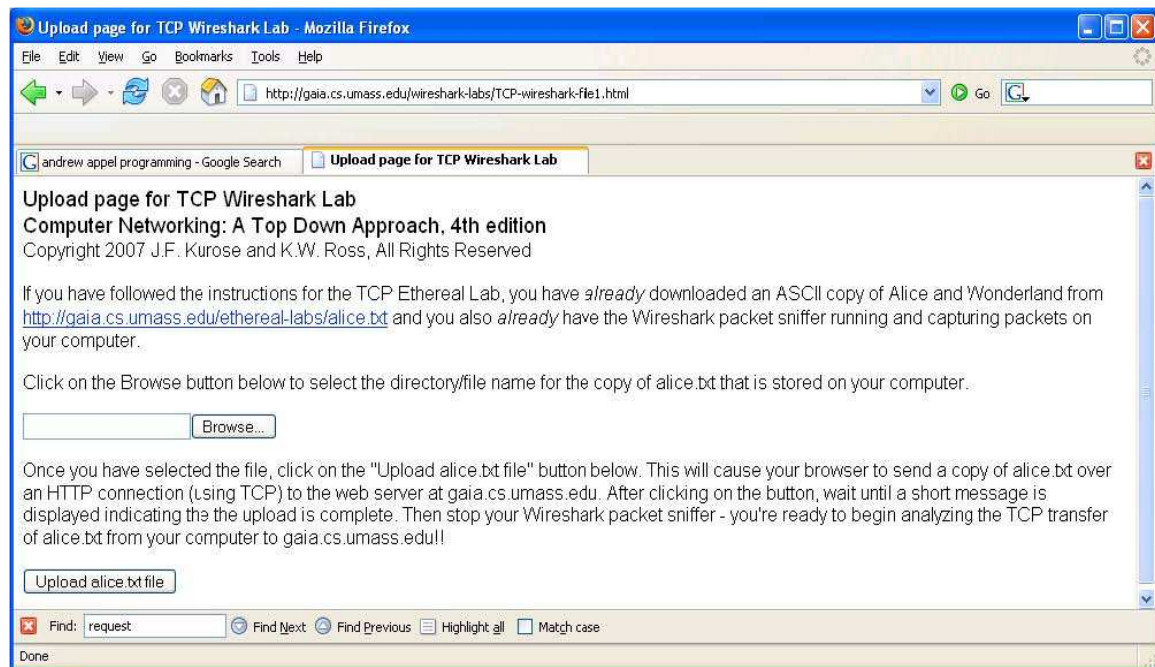 Upload page for TCP Wireshark Lab - Mozilla Firefox
File Edit View Go Bookmarks Tools Help
http://gaia.cs.umass.edu/wireshark-labs/TCP-wireshark-file1.html Go G
G andrew appel programming - Google Search Upload page for TCP Wireshark Lab
Upload page for TCP Wireshark Lab
Computer Networking: A Top Down Approach, 4th edition
Copyright 2007 J.F. Kurose and K.W. Ross, All Rights Reserved
If you have followed the instructions for the TCP Ethereal Lab, you have already downloaded an ASCII copy of Alice and Wonderland from
http://gaia.cs.umass.edu/ethereal-labs/alice.txt and you also already have the Wireshark packet sniffer running and capturing packets on
your computer.
Click on the Browse button below to select the directory/file name for the copy of alice.txt that is stored on your computer.
Browse...
Once you have selected the file, click on the "Upload alice.txt file" button below. This will cause your browser to send a copy of alice.txt over
an HTTP connection (using TCP) to the web server at gaia.cs.umass.edu. After clicking on the button, wait until a short message is
displayed indicating the the upload is complete. Then stop your Wireshark packet sniffer - you're ready to begin analyzing the TCP transfer
of alice.txt from your computer to gaia.cs.umass.edu!!
Upload alice.txt file
Find: request Find Next Find Previous Highlight all Match case
Done